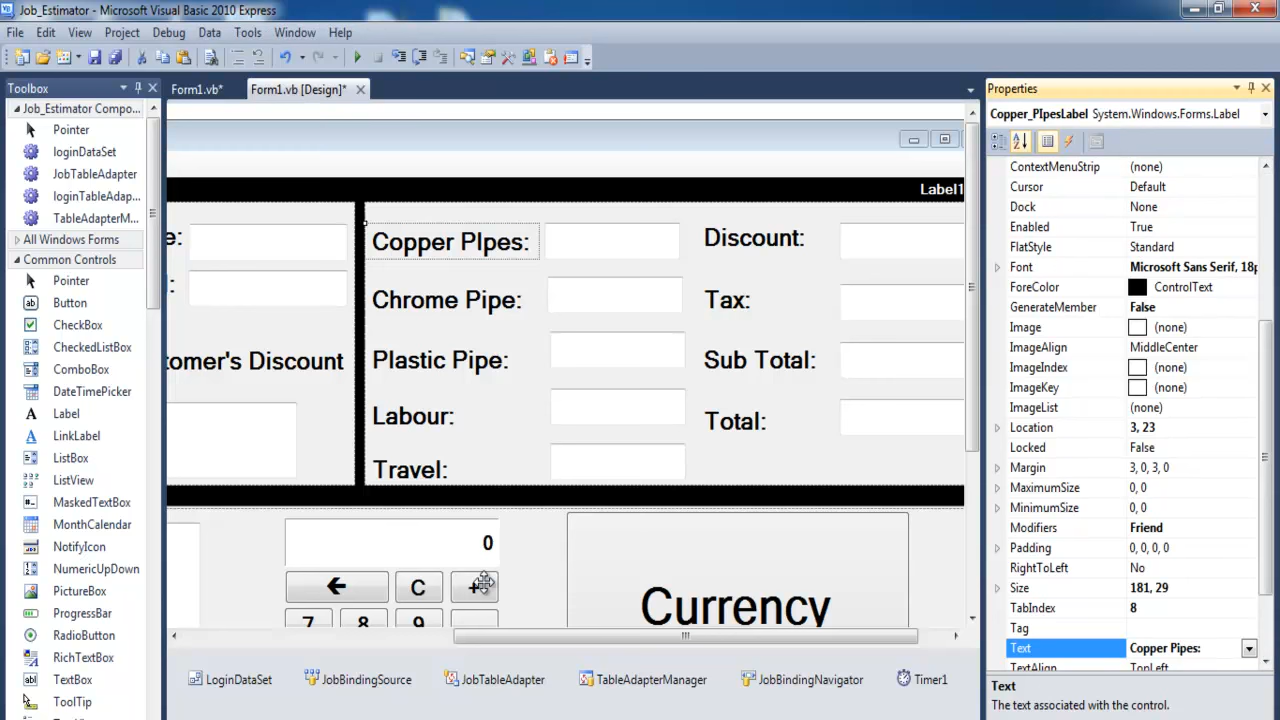 Job_Estimator - Microsoft Visual Basic 2010 Express
File Edit View Project Debug Data Tools Window Help
Toolbox
Form1.vb*
Form1.vb [Design]*
Properties
Job_Estimator Compo...
Pointer
loginDataSet
JobTableAdapter
loginTableAdap...
TableAdapterM...
All Windows Forms
Common Controls
Pointer
Button
CheckBox
CheckedListBox
ComboBox
DateTimePicker
Label
LinkLabel
ListBox
ListView
MaskedTextBox
MonthCalendar
NotifyIcon
NumericUpDown
PictureBox
ProgressBar
RadioButton
RichTextBox
TextBox
ToolTip
Label1
e:
:
tomer's Discount
Copper PIpes:
Discount:
Chrome Pipe:
Tax:
Plastic Pipe:
Sub Total:
Labour:
Total:
Travel:
0
C
7 8 9
Currency
LoginDataSet
JobBindingSource
JobTableAdapter
TableAdapterManager
JobBindingNavigator
Timer1
Copper_PIpesLabel System.Windows.Forms.Label
ContextMenuStrip (none)
Cursor Default
Dock None
Enabled True
FlatStyle Standard
Font Microsoft Sans Serif, 18p
ForeColor ControlText
GenerateMember False
Image (none)
ImageAlign MiddleCenter
ImageIndex (none)
ImageKey (none)
ImageList (none)
Location 3, 23
Locked False
Margin 3, 0, 3, 0
MaximumSize 0, 0
MinimumSize 0, 0
Modifiers Friend
Padding 0, 0, 0, 0
RightToLeft No
Size 181, 29
TabIndex 8
Tag
Text Copper Pipes:
TextAlign TopLeft
Text
The text associated with the control.